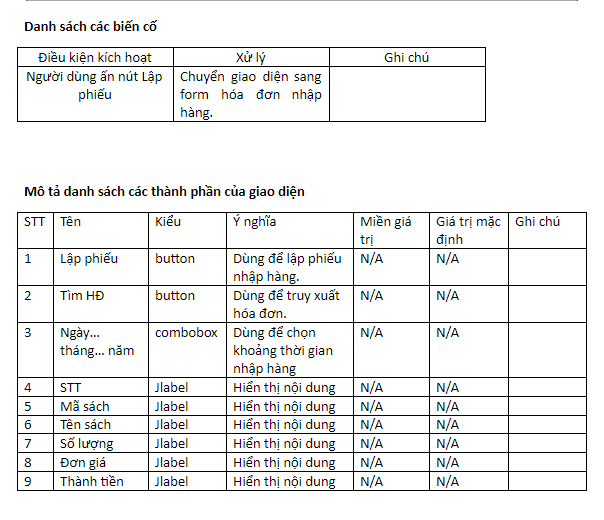 Danh sách các biến cố
Điều kiện kích hoạt Xử lý Ghi chú
Người dùng ấn nút Lập Chuyển giao diện sang
phiếu form hóa đơn nhập
hàng.
Mô tả danh sách các thành phần của giao diện
STT Tên Kiểu Ý nghĩa Miền giá Giá trị mặc Ghi chú
trị định
1 Lập phiếu button Dùng để lập phiếu N/A N/A
nhập hàng.
2 Tìm HĐ button Dùng để truy xuất N/A N/A
hóa đơn.
3 Ngày... combobox Dùng để chọn N/A N/A
tháng... năm khoảng thời gian
nhập hàng
4 STT Jlabel Hiển thị nội dung N/A N/A
5 Mã sách Jlabel Hiển thị nội dung N/A N/A
6 Tên sách Jlabel Hiển thị nội dung N/A N/A
7 Số lượng Jlabel Hiển thị nội dung N/A N/A
8 Đơn giá Jlabel Hiển thị nội dung N/A N/A
9 Thành tiền Jlabel Hiển thị nội dung N/A N/A